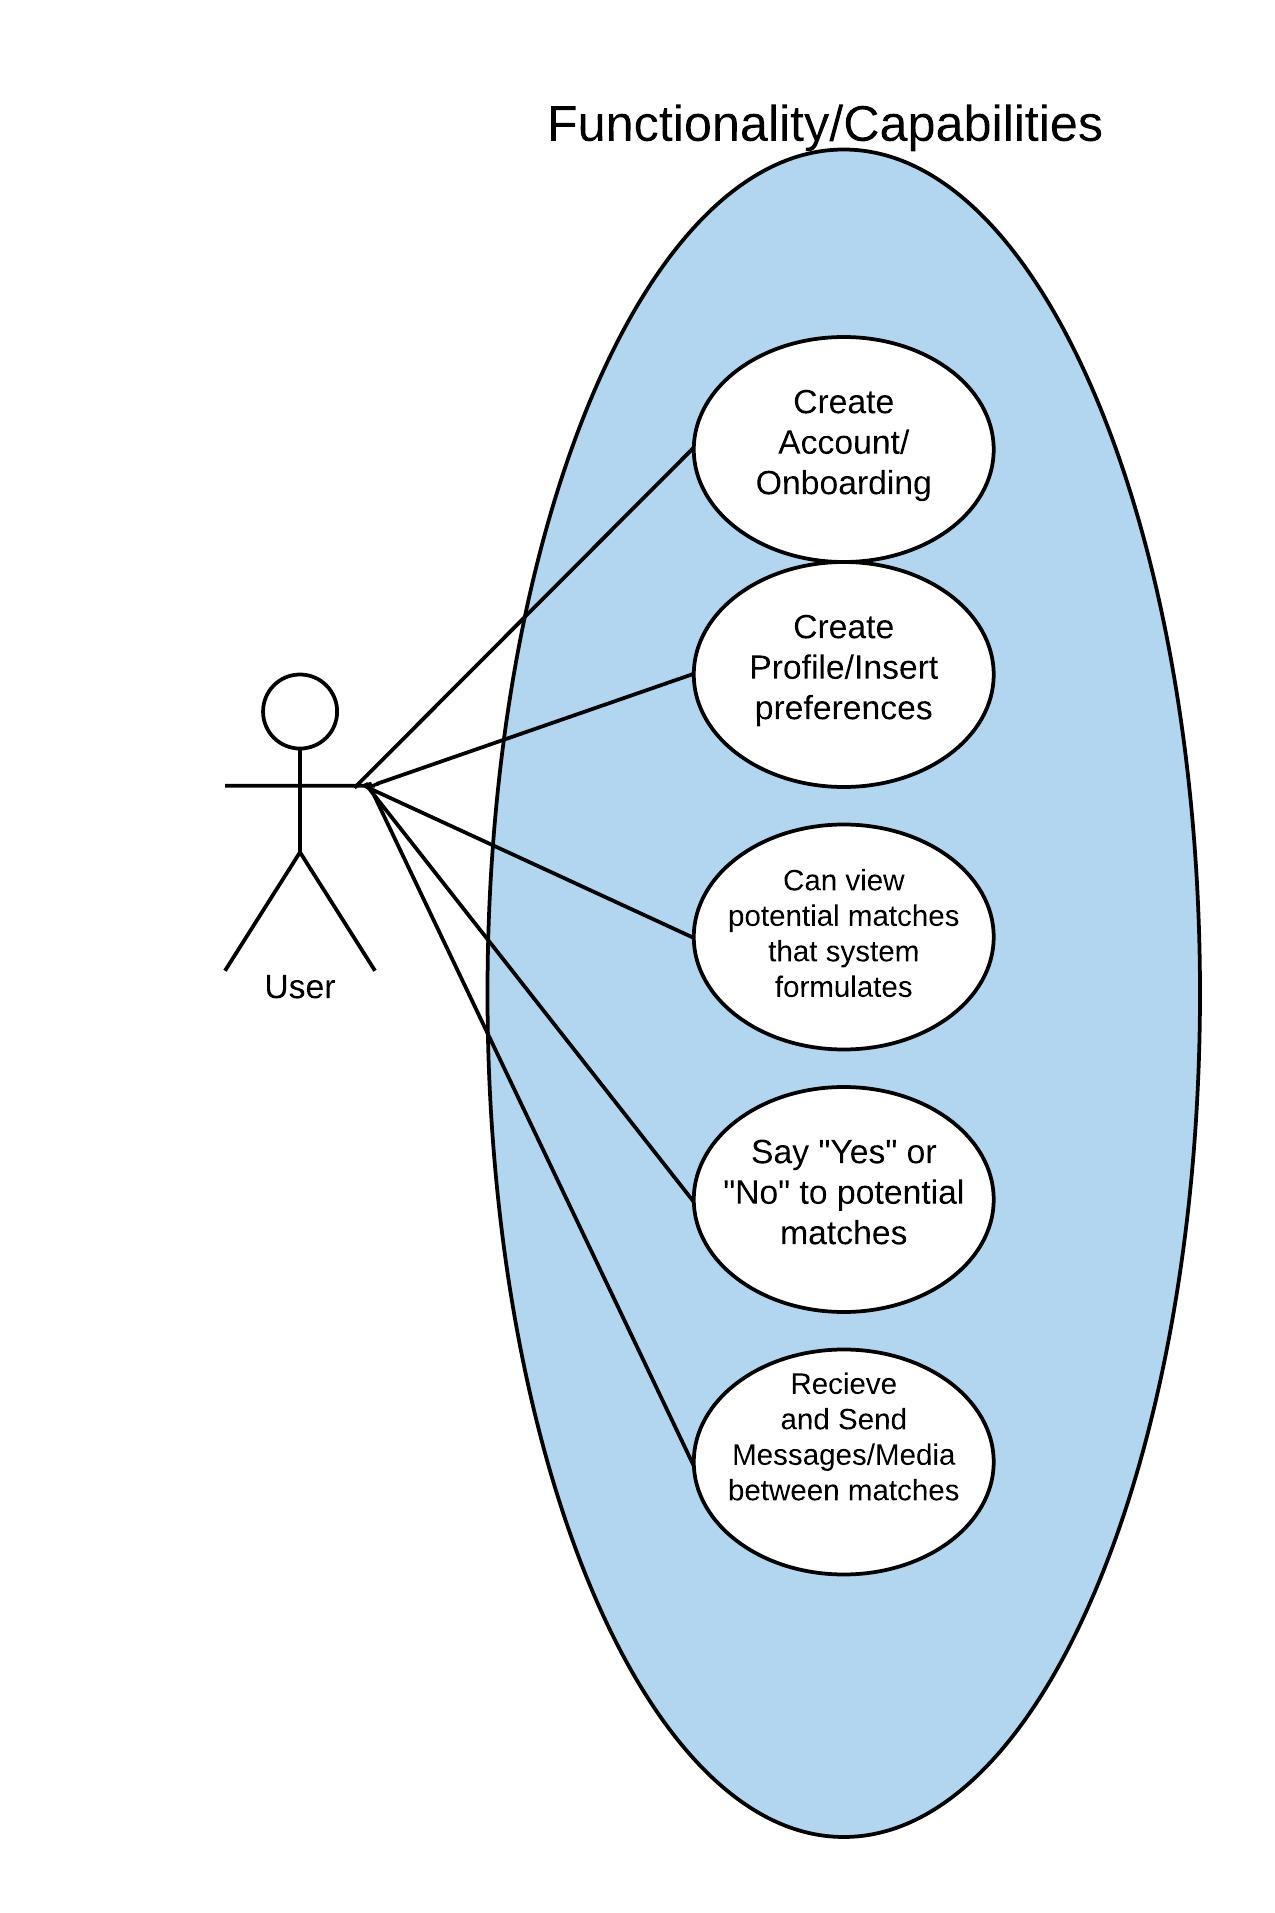 Functionality/Capabilities
Create
Account/
Onboarding
Create
Profile/Insert
preferences
User
Can view
potential matches
that system
formulates
Say "Yes" or
"No" to potential
matches
Recieve
and Send
Messages/Media
between matches